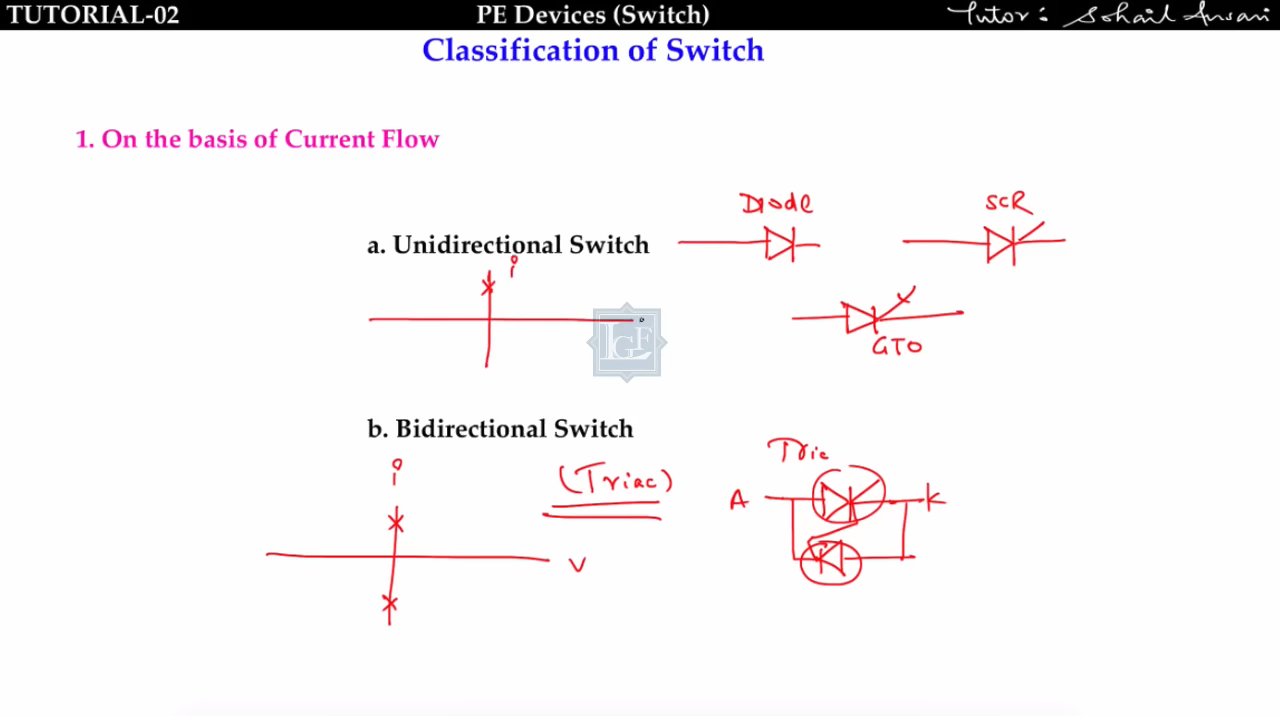 TUTORIAL-02 PE Devices (Switch) Tutor: Sohail Ansari
Classification of Switch
1. On the basis of Current Flow
Diode SCR
a. Unidirectional Switch
i
GTO
LGF
b. Bidirectional Switch
Tric
i
(Triac)
A K
V